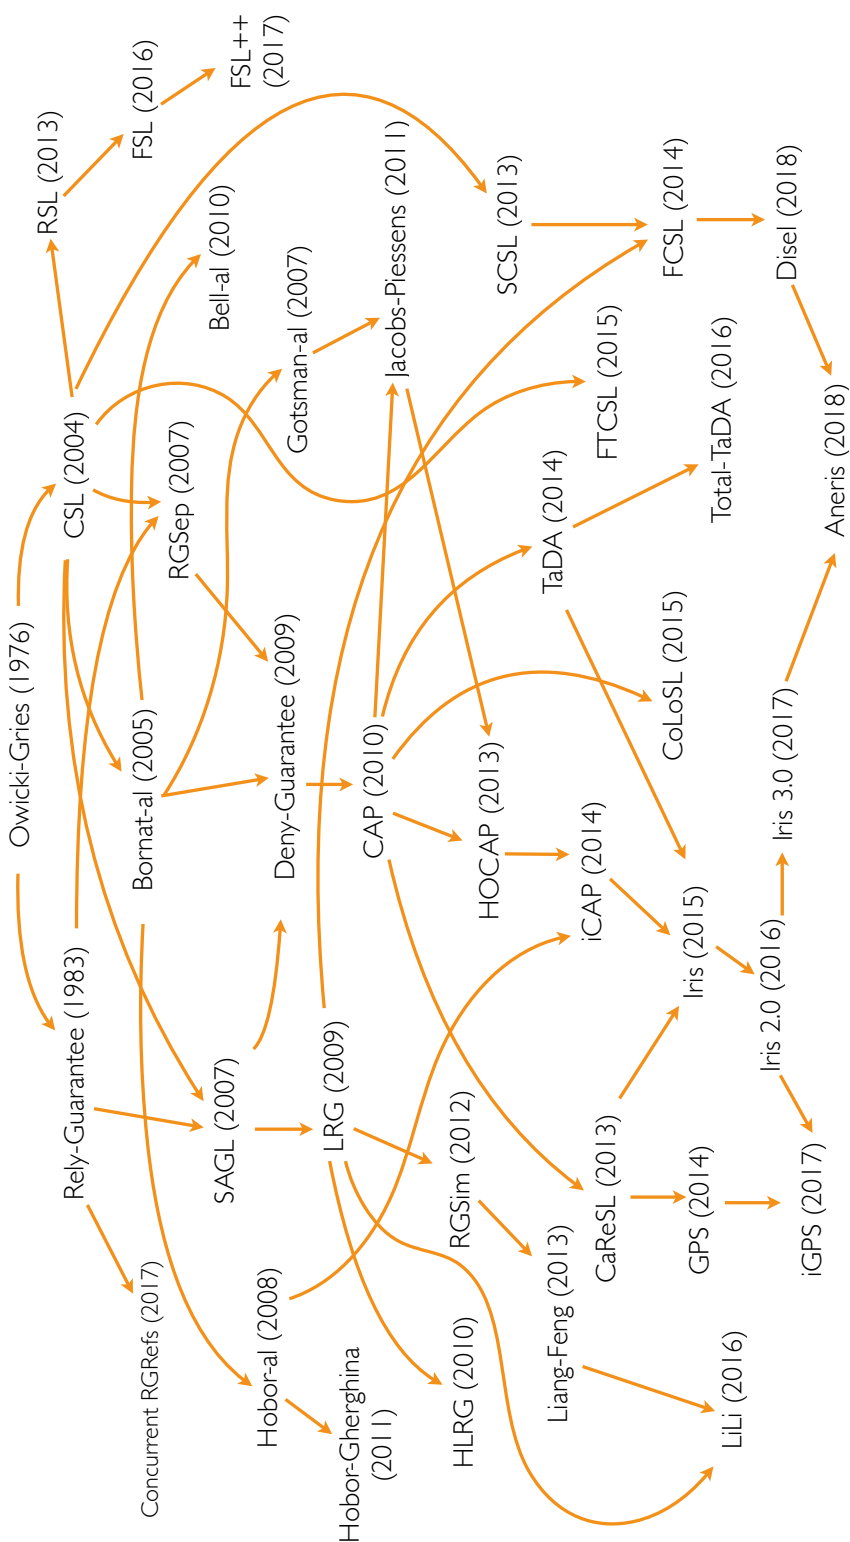 Owicki-Gries (1976)
Rely-Guarantee (1983)
CSL (2004)
RSL (2013)
FSL (2016)
FSL++
(2017)
Concurrent RGRefs (2017)
Bornat-al (2005)
RGSep (2007)
Bell-al (2010)
SAGL (2007)
Gotsman-al (2007)
Hobor-al (2008)
Deny-Guarantee (2009)
Hobor-Gherghina
(2011)
LRG (2009)
CAP (2010)
Jacobs-Piessens (2011)
HLRG (2010)
RGSim (2012)
HOCAP (2013)
SCSL (2013)
Liang-Feng (2013)
CaReSL (2013)
iCAP (2014)
TaDA (2014)
FTCSL (2015)
FCSL (2014)
GPS (2014)
Iris (2015)
CoLoSL (2015)
Total-TaDA (2016)
LiLi (2016)
iGPS (2017)
Iris 2.0 (2016)
Iris 3.0 (2017)
Disel (2018)
Aneris (2018)